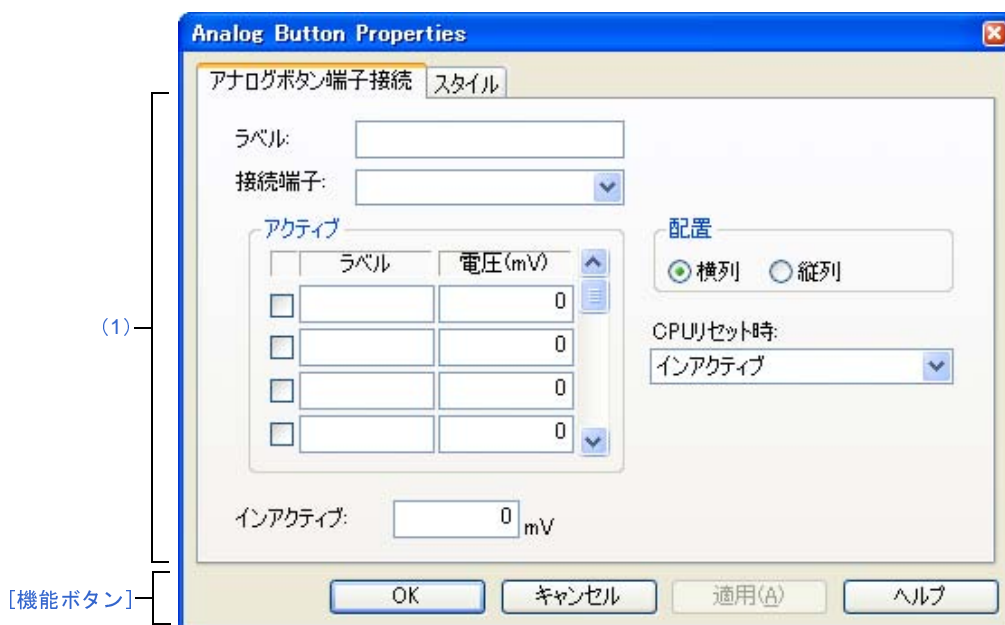 Analog Button Properties
アナログボタン端子接続 スタイル
ラベル:
接続端子:
アクティブ
ラベル 電圧(mV)
0
0
0
0
配置
横列 縦列
CPUリセット時:
インアクティブ
インアクティブ: 0 mV
(1)
[機能ボタン]
OK キャンセル 適用(A) ヘルプ